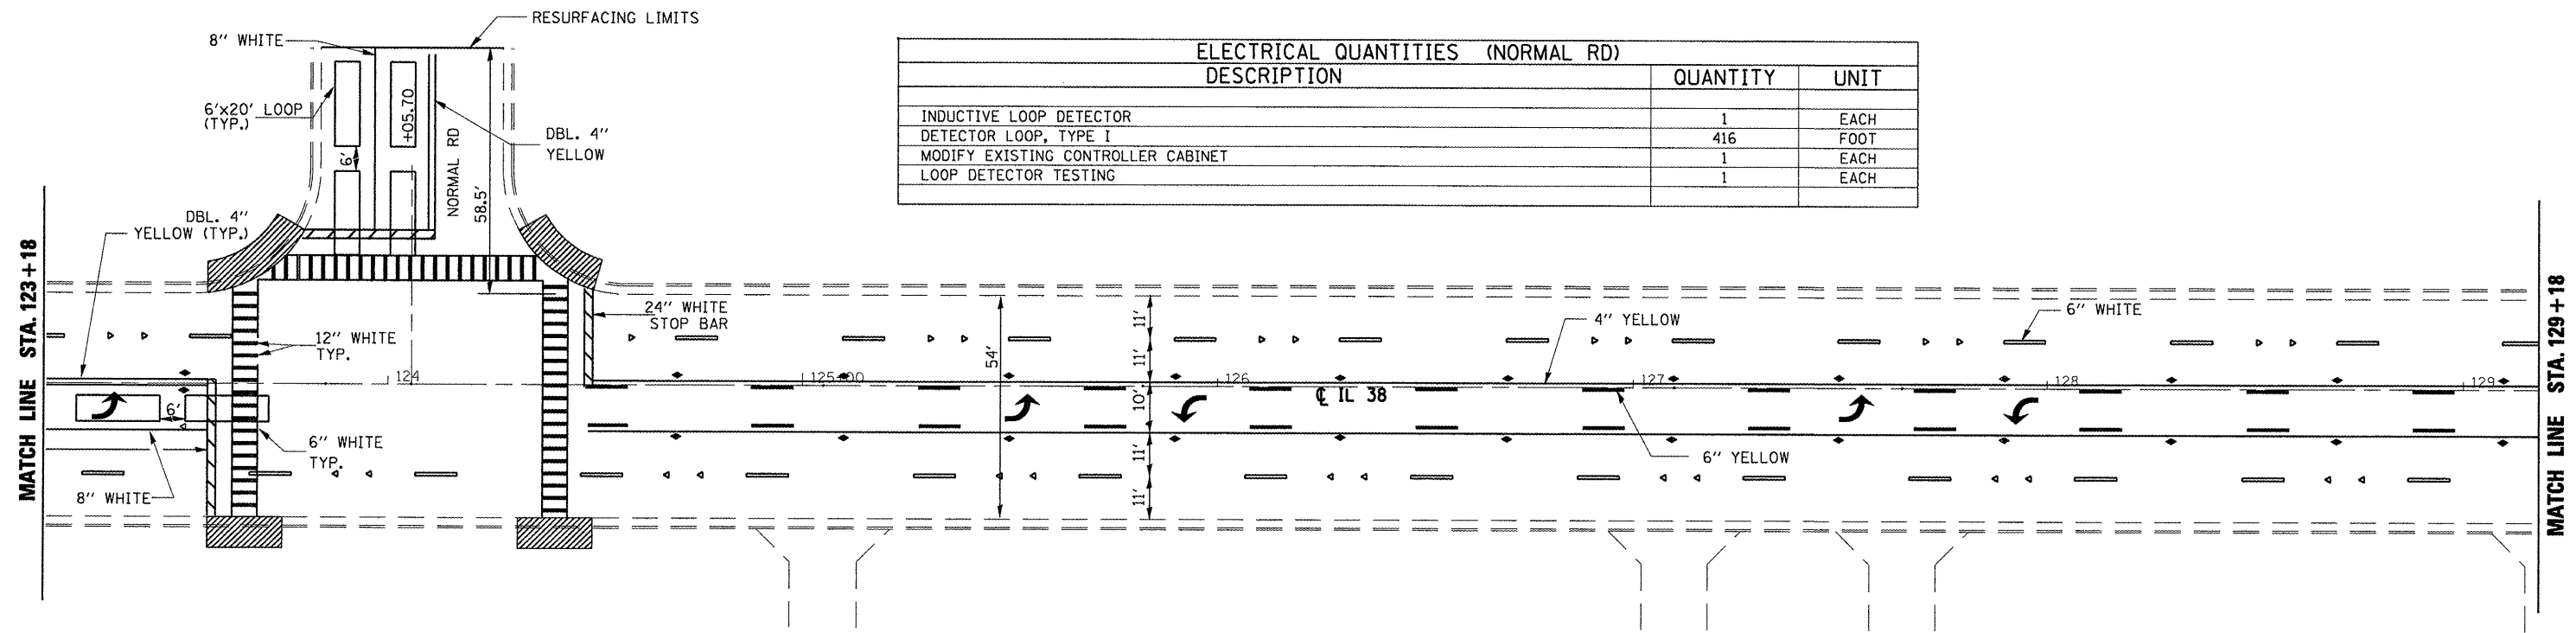 RESURFACING LIMITS
8" WHITE
6'x20' LOOP
(TYP.)
6'
+05.70
NORMAL RD
58.5'
DBL. 4"
YELLOW
ELECTRICAL QUANTITIES (NORMAL RD)
DESCRIPTION QUANTITY UNIT
INDUCTIVE LOOP DETECTOR 1 EACH
DETECTOR LOOP, TYPE I 416 FOOT
MODIFY EXISTING CONTROLLER CABINET 1 EACH
LOOP DETECTOR TESTING 1 EACH
DBL. 4"
YELLOW (TYP.)
MATCH LINE STA. 123+18
12" WHITE
TYP.
24" WHITE
STOP BAR
54'
11'
11'
10'
11'
11'
4" YELLOW
6" WHITE
124
125+00
126
127
128
129
℄ IL 38
6'
6" WHITE
TYP.
8" WHITE
6" YELLOW
MATCH LINE STA. 129+18